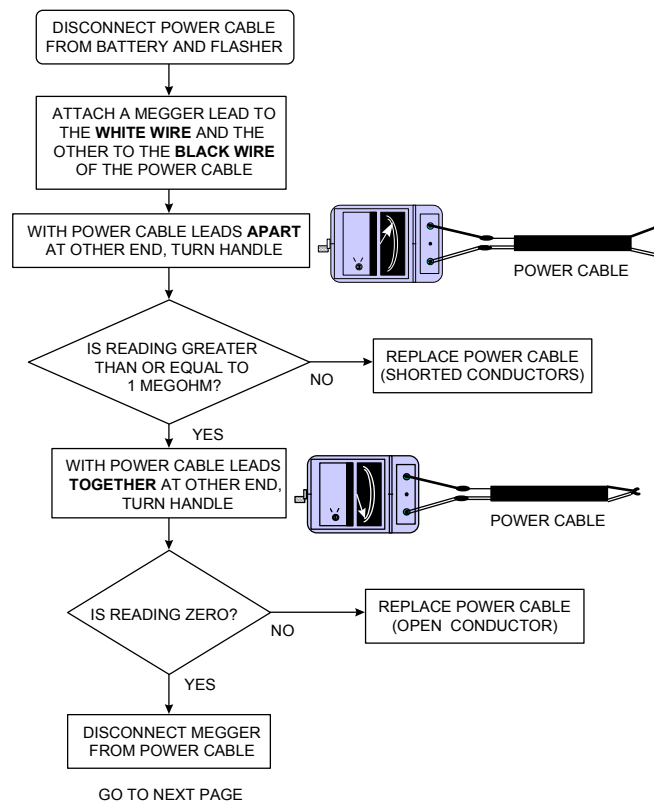 DISCONNECT POWER CABLE
FROM BATTERY AND FLASHER
ATTACH A MEGGER LEAD TO
THE WHITE WIRE AND THE
OTHER TO THE BLACK WIRE
OF THE POWER CABLE
WITH POWER CABLE LEADS APART
AT OTHER END, TURN HANDLE
POWER CABLE
IS READING GREATER
THAN OR EQUAL TO
1 MEGOHM?
NO
REPLACE POWER CABLE
(SHORTED CONDUCTORS)
YES
WITH POWER CABLE LEADS
TOGETHER AT OTHER END,
TURN HANDLE
POWER CABLE
IS READING ZERO?
NO
REPLACE POWER CABLE
(OPEN CONDUCTOR)
YES
DISCONNECT MEGGER
FROM POWER CABLE
GO TO NEXT PAGE